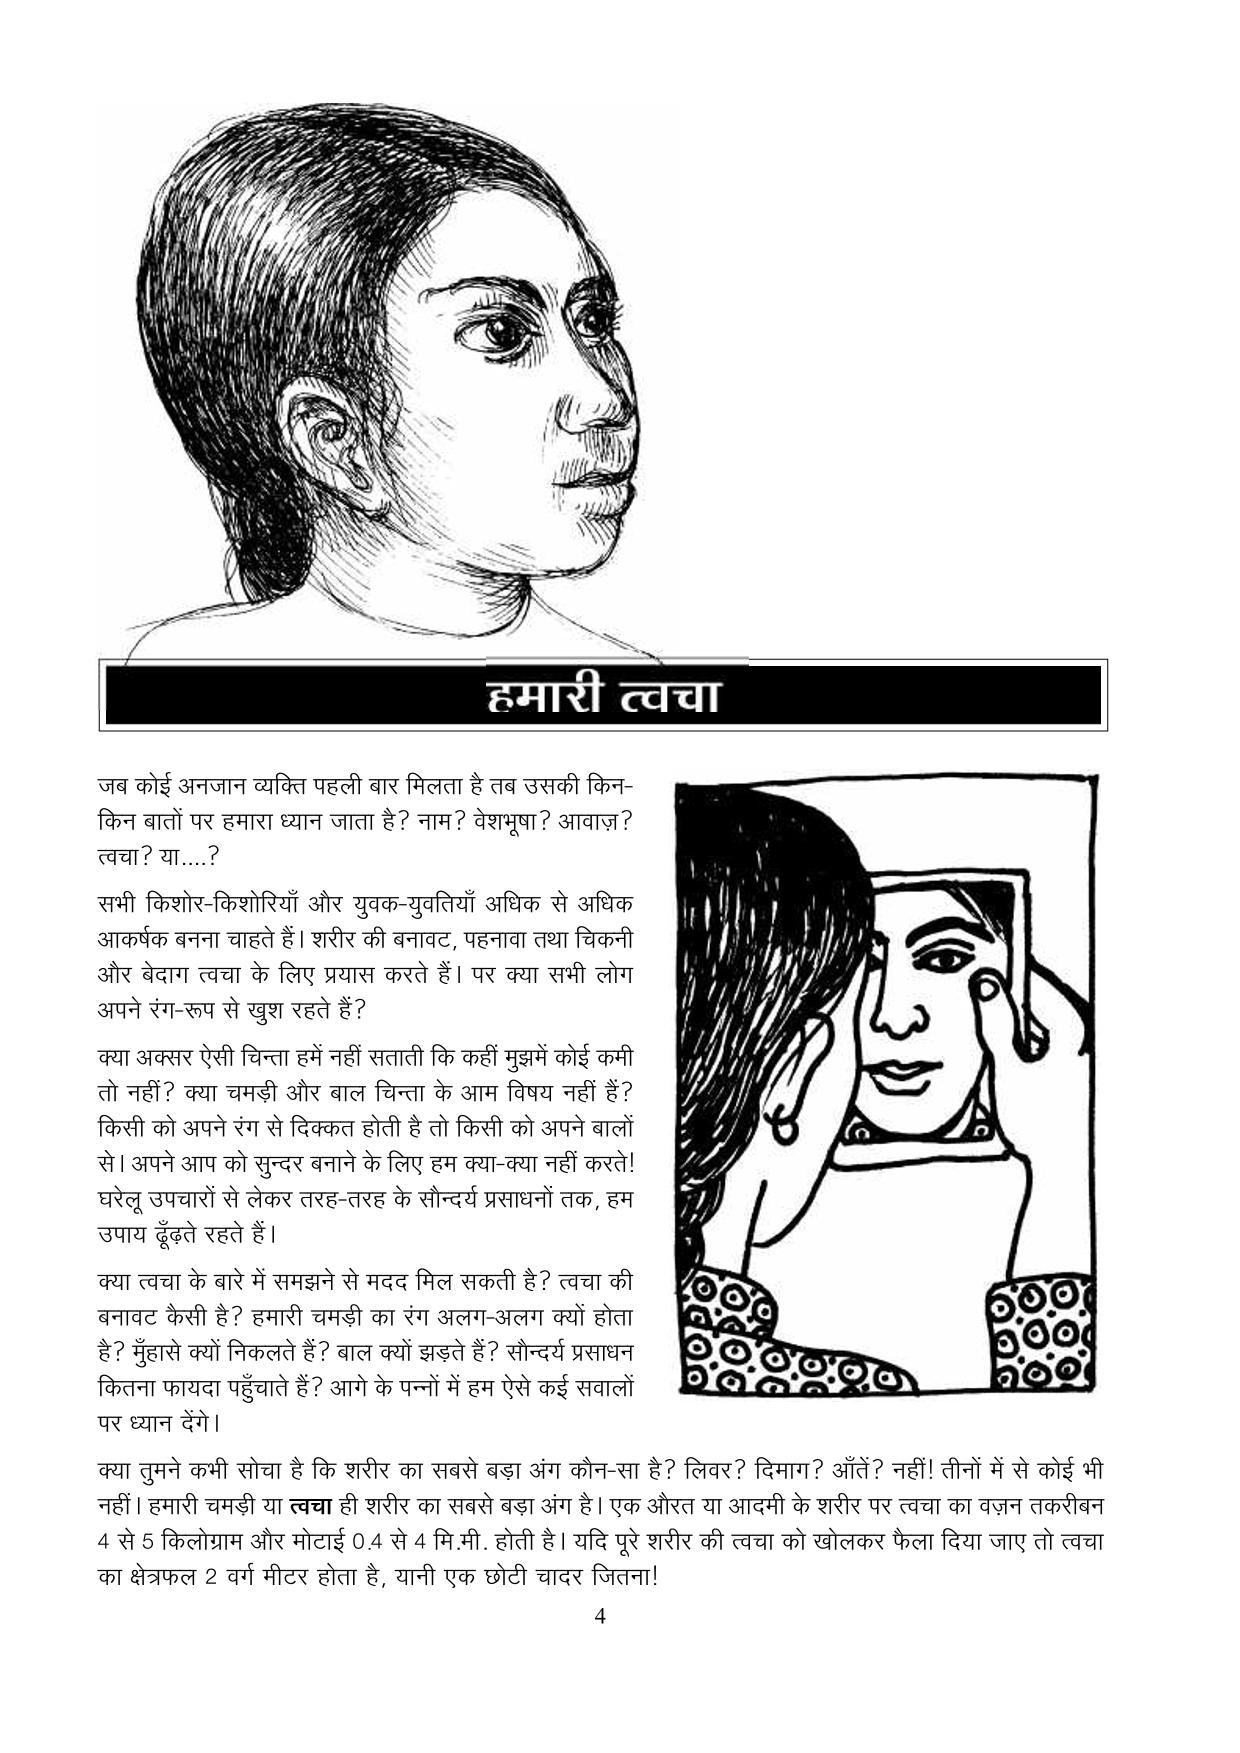 हमारी त्वचा
जब कोई अनजान व्यक्ति पहली बार मिलता है तब उसकी किन-
किन बातों पर हमारा ध्यान जाता है? नाम? वेशभूषा? आवाज़?
त्वचा? या....?
सभी किशोर-किशोरियाँ और युवक-युवतियाँ अधिक से अधिक
आकर्षक बनना चाहते हैं। शरीर की बनावट, पहनावा तथा चिकनी
और बेदाग त्वचा के लिए प्रयास करते हैं। पर क्या सभी लोग
अपने रंग-रूप से खुश रहते हैं?
क्या अक्सर ऐसी चिन्ता हमें नहीं सताती कि कहीं मुझमें कोई कमी
तो नहीं? क्या चमड़ी और बाल चिन्ता के आम विषय नहीं हैं?
किसी को अपने रंग से दिक्कत होती है तो किसी को अपने बालों
से। अपने आप को सुन्दर बनाने के लिए हम क्या-क्या नहीं करते!
घरेलू उपचारों से लेकर तरह-तरह के सौन्दर्य प्रसाधनों तक, हम
उपाय ढूँढ़ते रहते हैं।
क्या त्वचा के बारे में समझने से मदद मिल सकती है? त्वचा की
बनावट कैसी है? हमारी चमड़ी का रंग अलग-अलग क्यों होता
है? मुँहासे क्यों निकलते हैं? बाल क्यों झड़ते हैं? सौन्दर्य प्रसाधन
कितना फायदा पहुँचाते हैं? आगे के पन्नों में हम ऐसे कई सवालों
पर ध्यान देंगे।
क्या तुमने कभी सोचा है कि शरीर का सबसे बड़ा अंग कौन-सा है? लिवर? दिमाग? आँतें? नहीं! तीनों में से कोई भी
नहीं। हमारी चमड़ी या त्वचा ही शरीर का सबसे बड़ा अंग है। एक औरत या आदमी के शरीर पर त्वचा का वज़न तकरीबन
4 से 5 किलोग्राम और मोटाई 0.4 से 4 मि.मी. होती है। यदि पूरे शरीर की त्वचा को खोलकर फैला दिया जाए तो त्वचा
का क्षेत्रफल 2 वर्ग मीटर होता है, यानी एक छोटी चादर जितना!
4